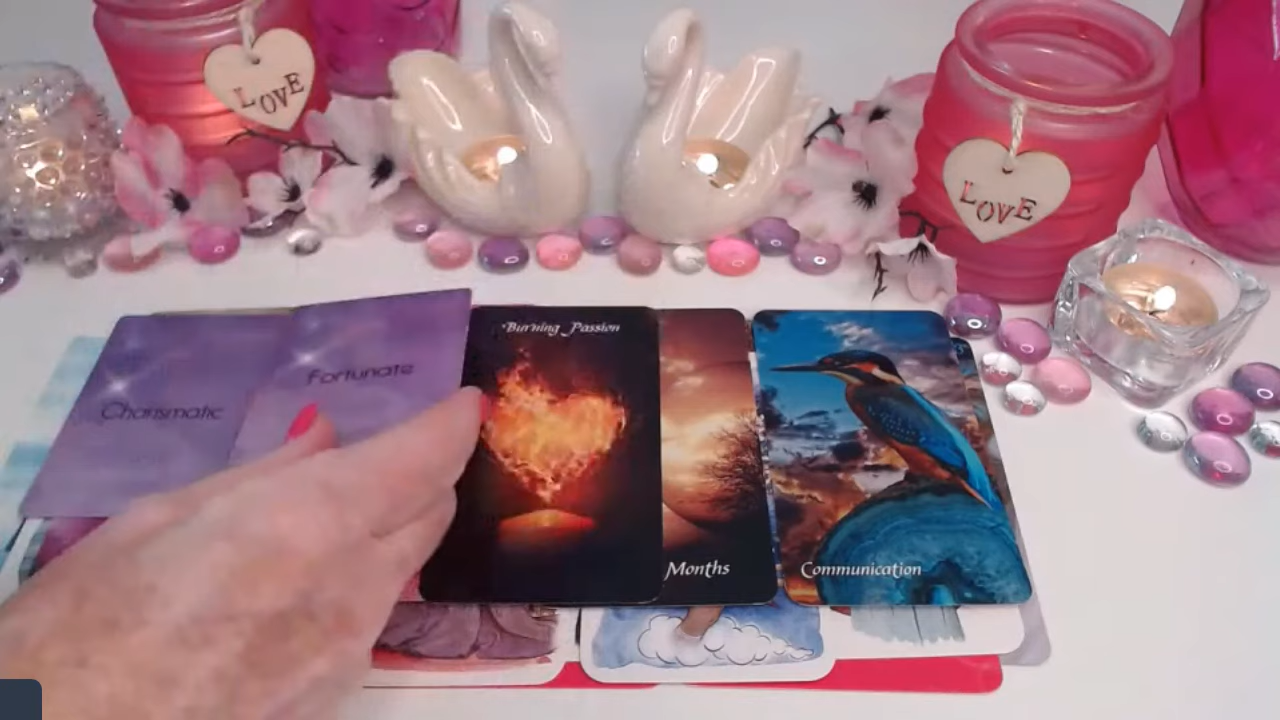 LOVE
LOVE
Charismatic
Fortunate
Burning Passion
Months
Communication